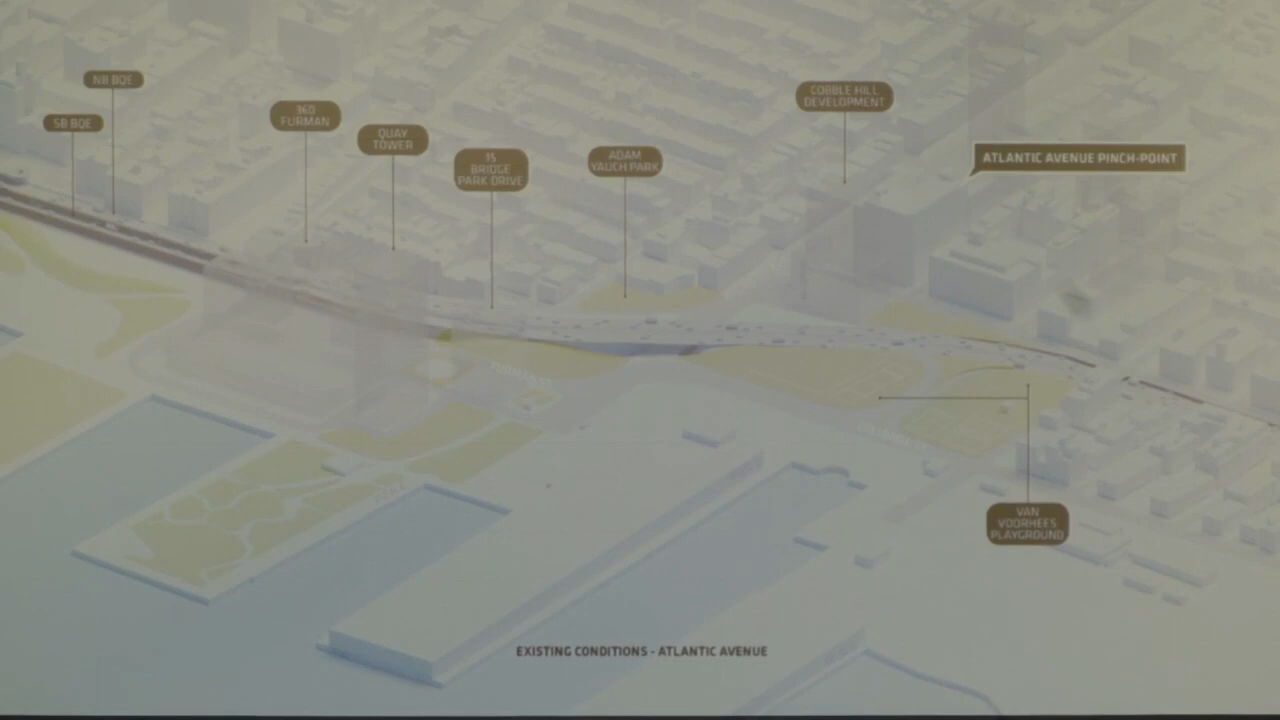 NB BQE
SB BQE
360
FURMAN
QUAY
TOWER
15
BRIDGE
PARK DRIVE
ADAM
YAUCH PARK
COBBLE HILL
DEVELOPMENT
ATLANTIC AVENUE PINCH-POINT
VAN
VOORHEES
PLAYGROUND
EXISTING CONDITIONS - ATLANTIC AVENUE